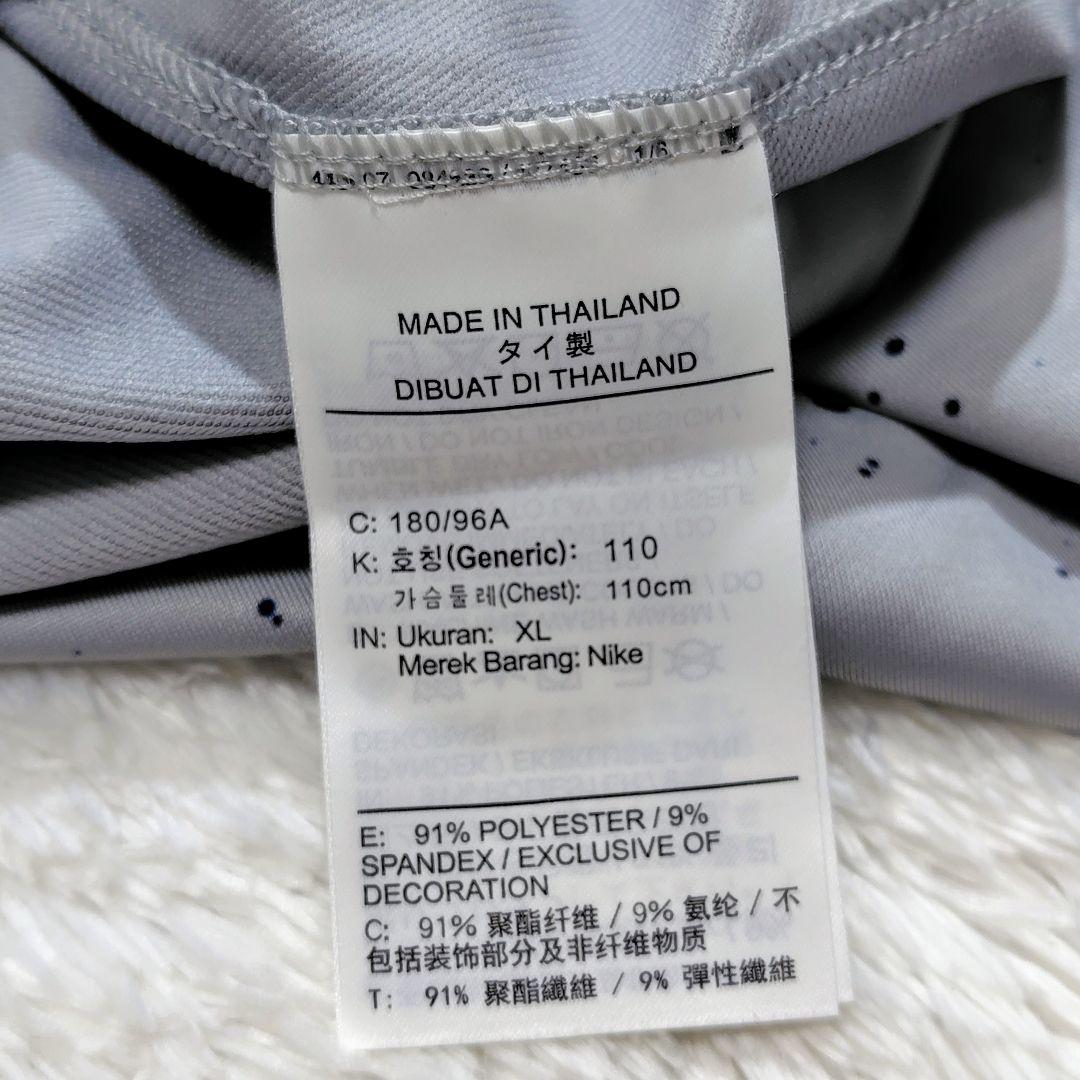 1/6
MADE IN THAILAND
タイ製
DIBUAT DI THAILAND
C: 180/96A
K: 호칭(Generic): 110
가슴둘레(Chest): 110cm
IN: Ukuran: XL
Merek Barang: Nike
E: 91% POLYESTER / 9%
SPANDEX / EXCLUSIVE OF
DECORATION
C: 91% 聚酯纤维 / 9% 氨纶 / 不
包括装饰部分及非纤维物质
T: 91% 聚酯纖維 / 9% 彈性纖維